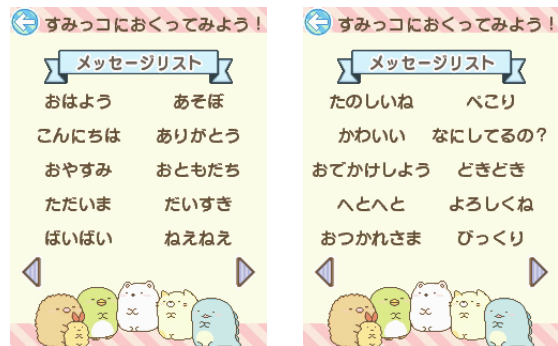 すみっコにおくってみよう！
メッセージリスト
おはよう　あそぼ
こんにちは　ありがとう
おやすみ　おともだち
ただいま　だいすき
ばいばい　ねえねえ
すみっコにおくってみよう！
メッセージリスト
たのしいね　ぺこり
かわいい　なにしてるの？
おでかけしよう　どきどき
へとへと　よろしくね
おつかれさま　びっくり